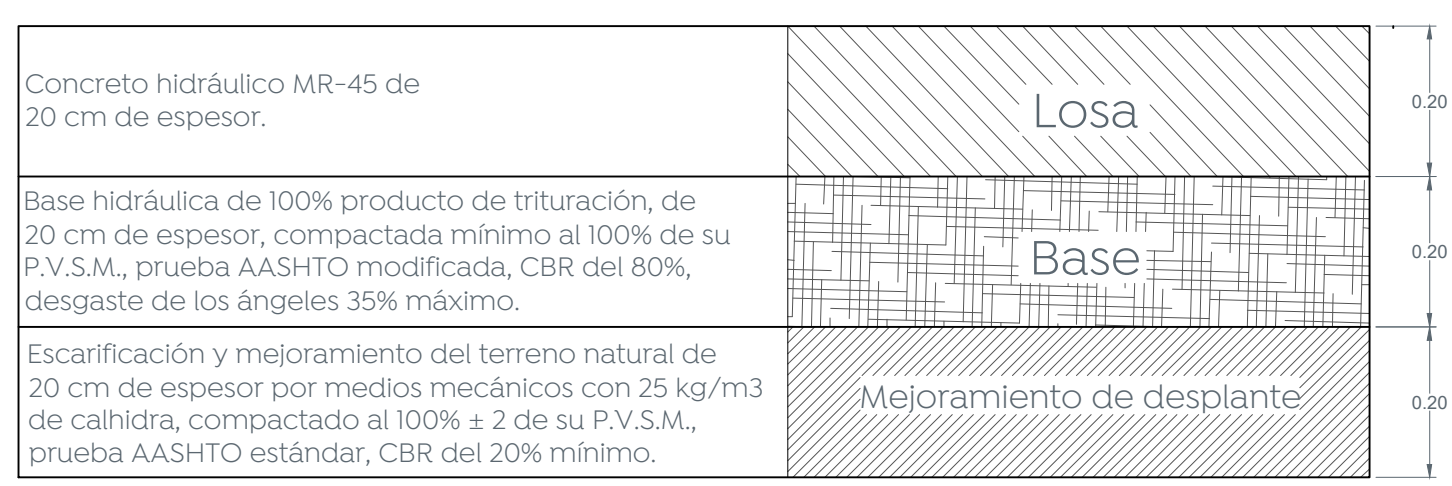 Concreto hidráulico MR-45 de
20 cm de espesor.
Losa
0.20
Base hidráulica de 100% producto de trituración, de
20 cm de espesor, compactada mínimo al 100% de su
P.V.S.M., prueba AASHTO modificada, CBR del 80%,
desgaste de los ángeles 35% máximo.
Base
0.20
Escarificación y mejoramiento del terreno natural de
20 cm de espesor por medios mecánicos con 25 kg/m3
de calhidra, compactado al 100% ± 2 de su P.V.S.M.,
prueba AASHTO estándar, CBR del 20% mínimo.
Mejoramiento de desplante
0.20